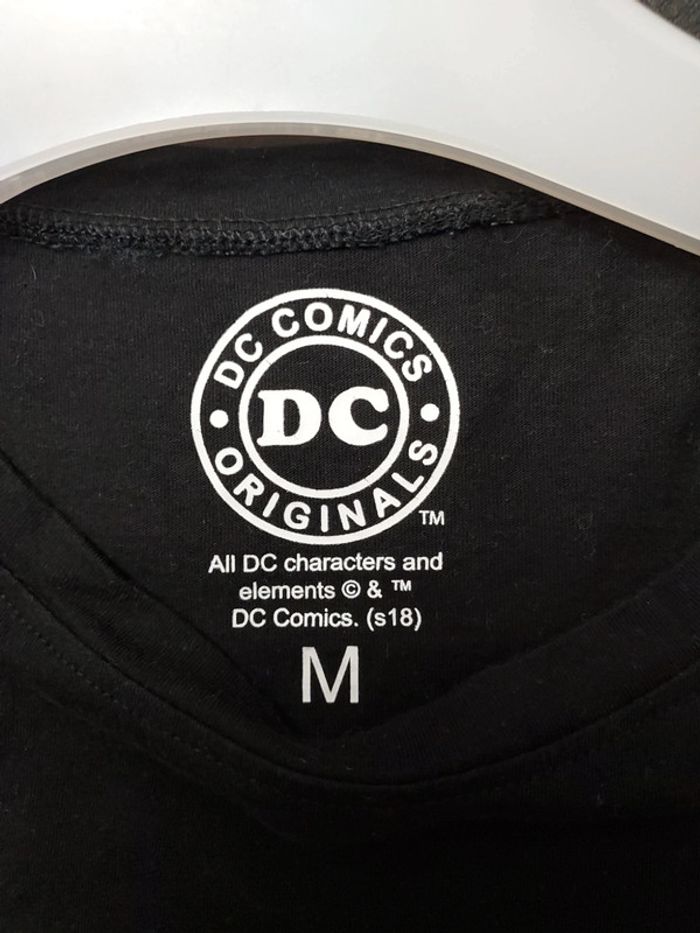 DC COMICS
DC
ORIGINALS
TM
All DC characters and
elements © & ™
DC Comics. (s18)
M